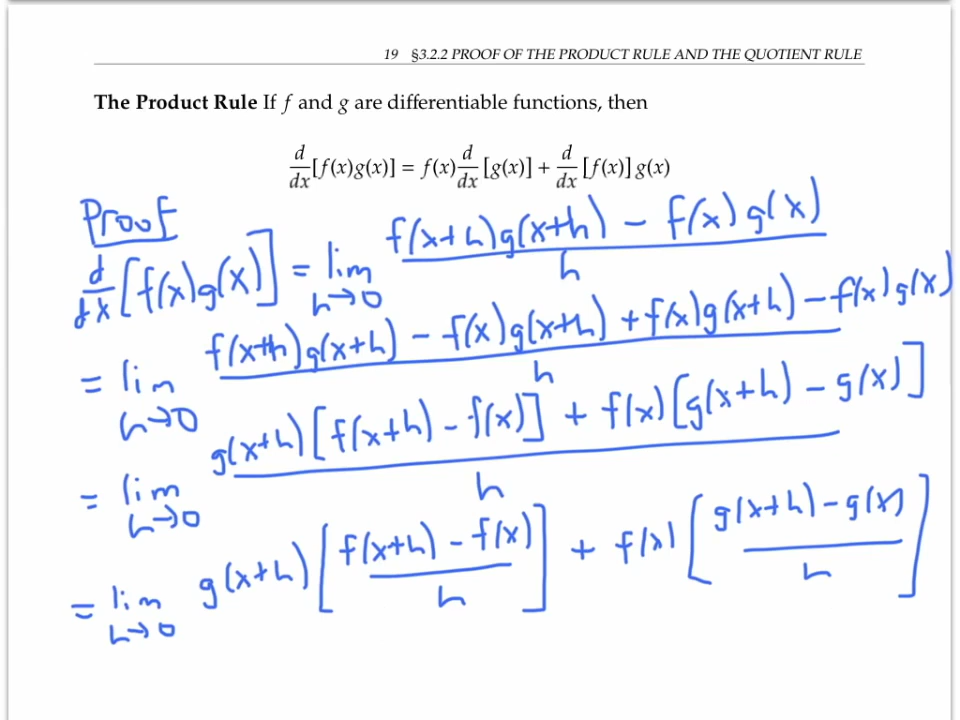 19 §3.2.2 PROOF OF THE PRODUCT RULE AND THE QUOTIENT RULE
The Product Rule If f and g are differentiable functions, then
d/dx [f(x)g(x)] = f(x) d/dx [g(x)] + d/dx [f(x)] g(x)
Proof
d/dx [f(x)g(x)] = lim h→0 f(x+h)g(x+h) − f(x)g(x) / h
= lim h→0 f(x+h)g(x+h) − f(x)g(x+h) + f(x)g(x+h) − f(x)g(x) / h
= lim h→0 g(x+h)[f(x+h) − f(x)] + f(x)[g(x+h) − g(x)] / h
= lim h→0 g(x+h) [f(x+h) − f(x) / h] + f(x) [g(x+h) − g(x) / h]